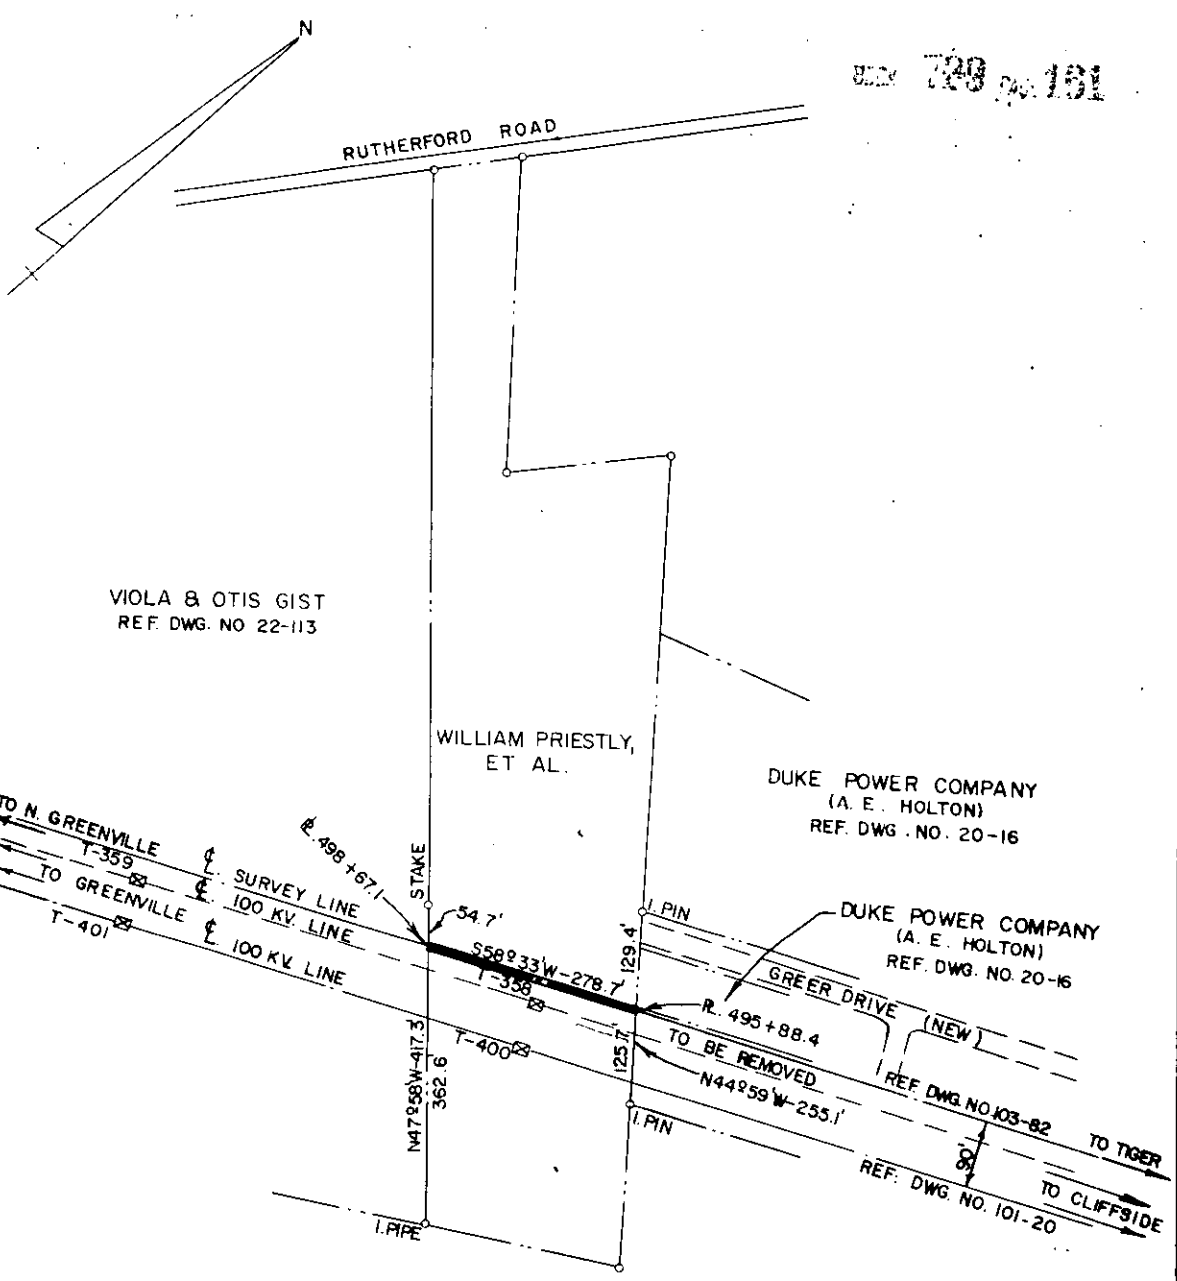 N
728 161
RUTHERFORD ROAD
VIOLA & OTIS GIST
REF. DWG. NO 22-113
WILLIAM PRIESTLY,
ET AL.
DUKE POWER COMPANY
(A. E. HOLTON)
REF. DWG. NO. 20-16
TO N. GREENVILLE
T-359
℄ SURVEY LINE
℄ 100 KV. LINE
TO GREENVILLE
T-401
℄ 100 KV. LINE
℄ 498+67.1
STAKE
54.7'
S58°33'W-278.7'
T-358
129.4'
I. PIN
DUKE POWER COMPANY
(A. E. HOLTON)
REF. DWG. NO. 20-16
GREER DRIVE (NEW)
495+88.4
TO BE REMOVED
N47°58'W-417.3'
362.6
T-400
125.7'
N44°59'W-255.1'
I. PIN
REF. DWG. NO. 103-82
TO TIGER
90'
TO CLIFFSIDE
REF. DWG. NO. 101-20
I. PIPE